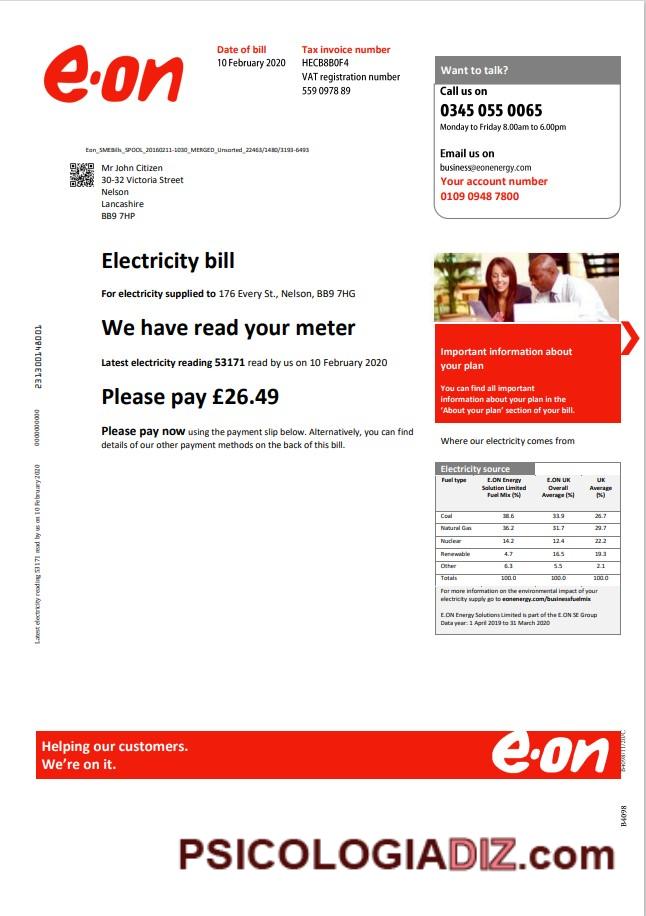 e·on
Date of bill
10 February 2020
Tax invoice number
HECB8B0F4
VAT registration number
559 0978 89
Want to talk?
Call us on
0345 055 0065
Monday to Friday 8.00am to 6.00pm
Email us on
business@eonenergy.com
Your account number
0109 0948 7800
Eon_SMEBills_SPOOL_20160211-1030_MERGED_Unsorted_22463/1480/3193-6493
Mr John Citizen
30-32 Victoria Street
Nelson
Lancashire
BB9 7HP
Electricity bill
For electricity supplied to 176 Every St., Nelson, BB9 7HG
We have read your meter
Latest electricity reading 53171 read by us on 10 February 2020
Please pay £26.49
Please pay now using the payment slip below. Alternatively, you can find
details of our other payment methods on the back of this bill.
Important information about
your plan
You can find all important
information about your plan in the
‘About your plan’ section of your bill.
Where our electricity comes from
Electricity source
Fuel type E.ON Energy Solution Limited Fuel Mix (%) E.ON UK Overall Average (%) UK Average (%)
Coal 38.6 33.9 26.7
Natural Gas 36.2 31.7 29.7
Nuclear 14.2 12.4 22.2
Renewable 4.7 16.5 19.3
Other 6.3 5.5 2.1
Totals 100.0 100.0 100.0
For more information on the environmental impact of your
electricity supply go to eonenergy.com/businessfuelmix
E.ON Energy Solutions Limited is part of the E.ON SE Group
Data year: 1 April 2019 to 31 March 2020
Latest electricity reading 53171 read by us on 10 February 2020 0000000000 231300148001
Helping our customers.
We’re on it.
e·on
B4098
PSICOLOGIADIZ.com